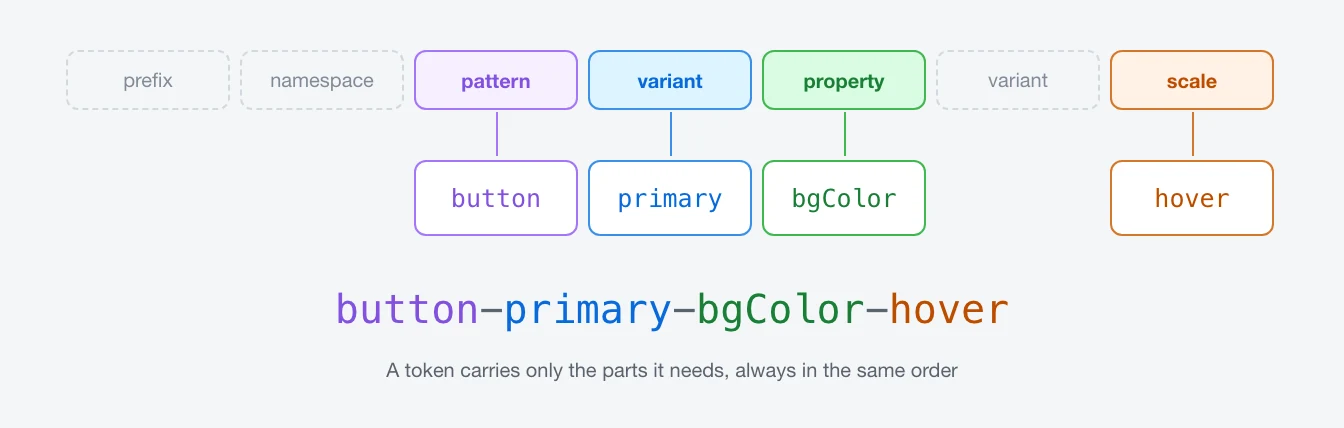 prefix namespace pattern variant property variant scale
button primary bgColor hover
button-primary-bgColor-hover
A token carries only the parts it needs, always in the same order